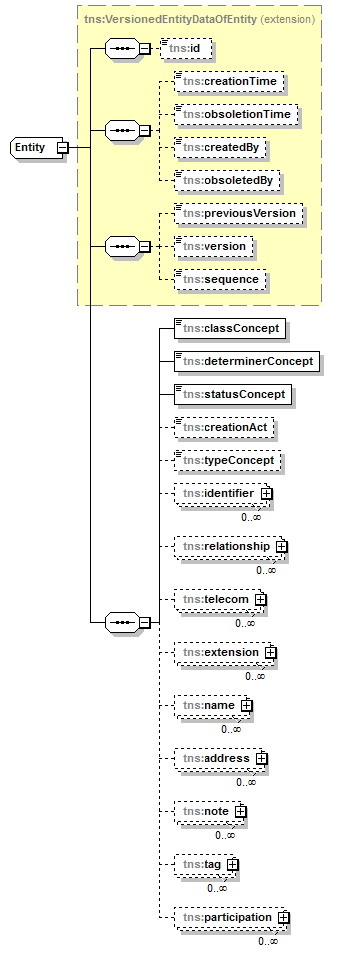 tns:VersionedEntityDataOfEntity (extension)
tns:id
tns:creationTime
tns:obsoletionTime
Entity
tns:createdBy
tns:obsoletedBy
tns:previousVersion
tns:version
tns:sequence
tns:classConcept
tns:determinerConcept
tns:statusConcept
tns:creationAct
tns:typeConcept
tns:identifier
0..∞
tns:relationship
0..∞
tns:telecom
0..∞
tns:extension
0..∞
tns:name
0..∞
tns:address
0..∞
tns:note
0..∞
tns:tag
0..∞
tns:participation
0..∞